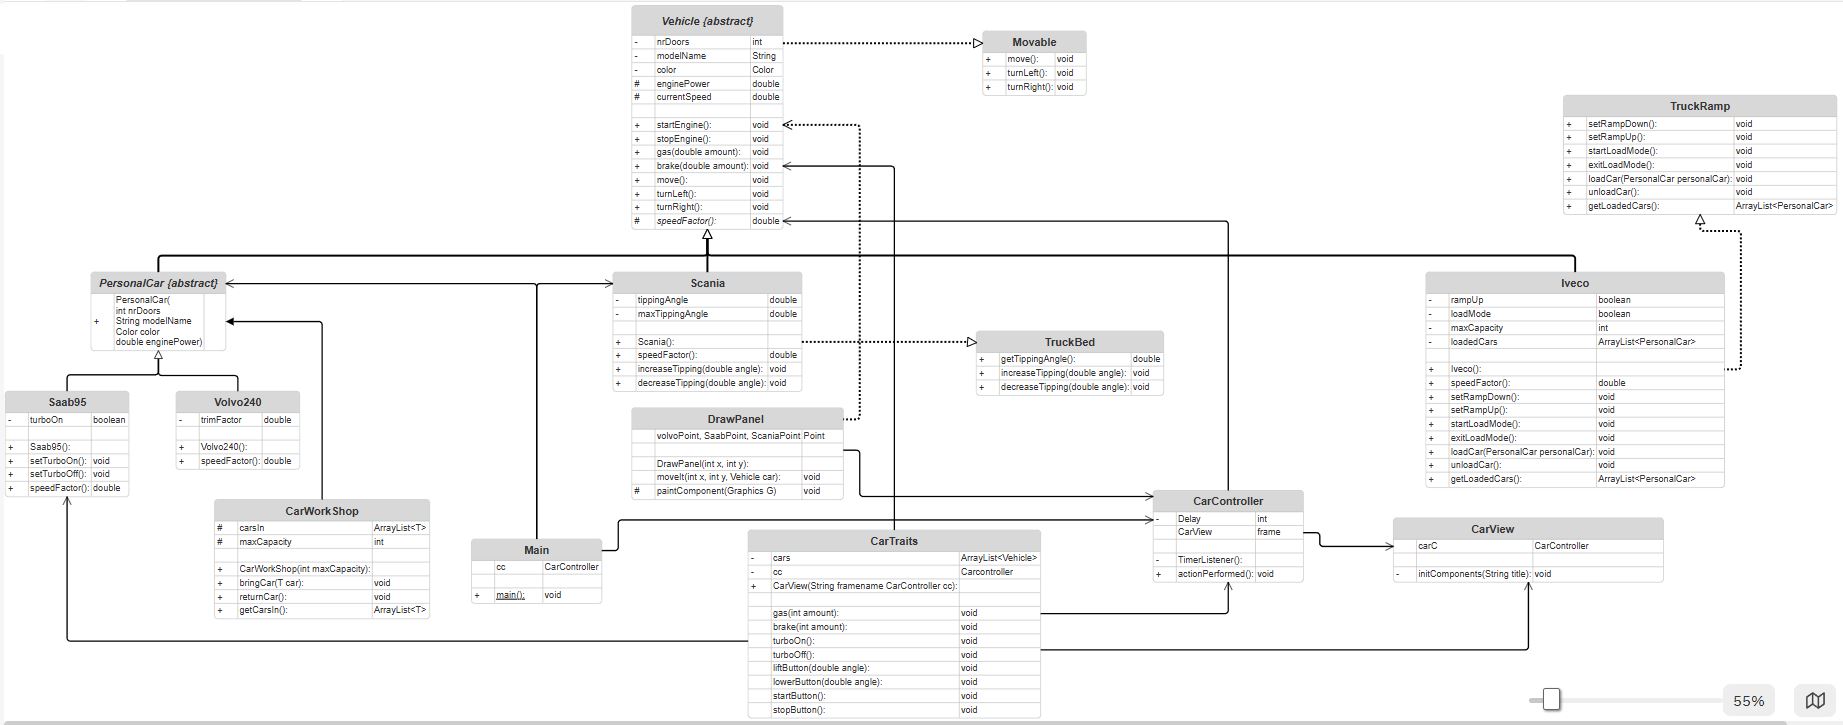 Vehicle {abstract}
- nrDoors int
- modelName String
- color Color
# enginePower double
# currentSpeed double
+ startEngine(): void
+ stopEngine(): void
+ gas(double amount): void
+ brake(double amount): void
+ move(): void
+ turnLeft(): void
+ turnRight(): void
# speedFactor(): double
Movable
+ move(): void
+ turnLeft(): void
+ turnRight(): void
TruckRamp
+ setRampDown(): void
+ setRampUp(): void
+ startLoadMode(): void
+ exitLoadMode(): void
+ loadCar(PersonalCar personalCar): void
+ unloadCar(): void
+ getLoadedCars(): ArrayList<PersonalCar>
PersonalCar {abstract}
PersonalCar(
int nrDoors
+ String modelName
Color color
double enginePower)
Scania
- tippingAngle double
- maxTippingAngle double
+ Scania():
+ speedFactor(): double
+ increaseTipping(double angle): void
+ decreaseTipping(double angle): void
TruckBed
+ getTippingAngle(): double
+ increaseTipping(double angle): void
+ decreaseTipping(double angle): void
Iveco
- rampUp boolean
- loadMode boolean
- maxCapacity int
- loadedCars ArrayList<PersonalCar>
+ Iveco():
+ speedFactor(): double
+ setRampDown(): void
+ setRampUp(): void
+ startLoadMode(): void
+ exitLoadMode(): void
+ loadCar(PersonalCar personalCar): void
+ unloadCar(): void
+ getLoadedCars(): ArrayList<PersonalCar>
Saab95
- turboOn boolean
+ Saab95():
+ setTurboOn(): void
+ setTurboOff(): void
+ speedFactor(): double
Volvo240
- trimFactor double
+ Volvo240():
+ speedFactor(): double
DrawPanel
volvoPoint, SaabPoint, ScaniaPoint Point
DrawPanel(int x, int y):
moveIt(int x, int y, Vehicle car): void
# paintComponent(Graphics G) void
CarWorkShop
# carsIn ArrayList<T>
# maxCapacity int
+ CarWorkShop(int maxCapacity):
+ bringCar(T car): void
+ returnCar(): void
+ getCarsIn(): ArrayList<T>
Main
cc CarController
+ main(): void
CarTraits
- cars ArrayList<Vehicle>
- cc Carcontroller
+ CarView(String framename CarController cc):
gas(int amount): void
brake(int amount): void
turboOn(): void
turboOff(): void
liftButton(double angle): void
lowerButton(double angle): void
startButton(): void
stopButton(): void
CarController
- Delay int
CarView frame
- TimerListener():
+ actionPerformed(): void
CarView
carC CarController
- initComponents(String title): void
55%